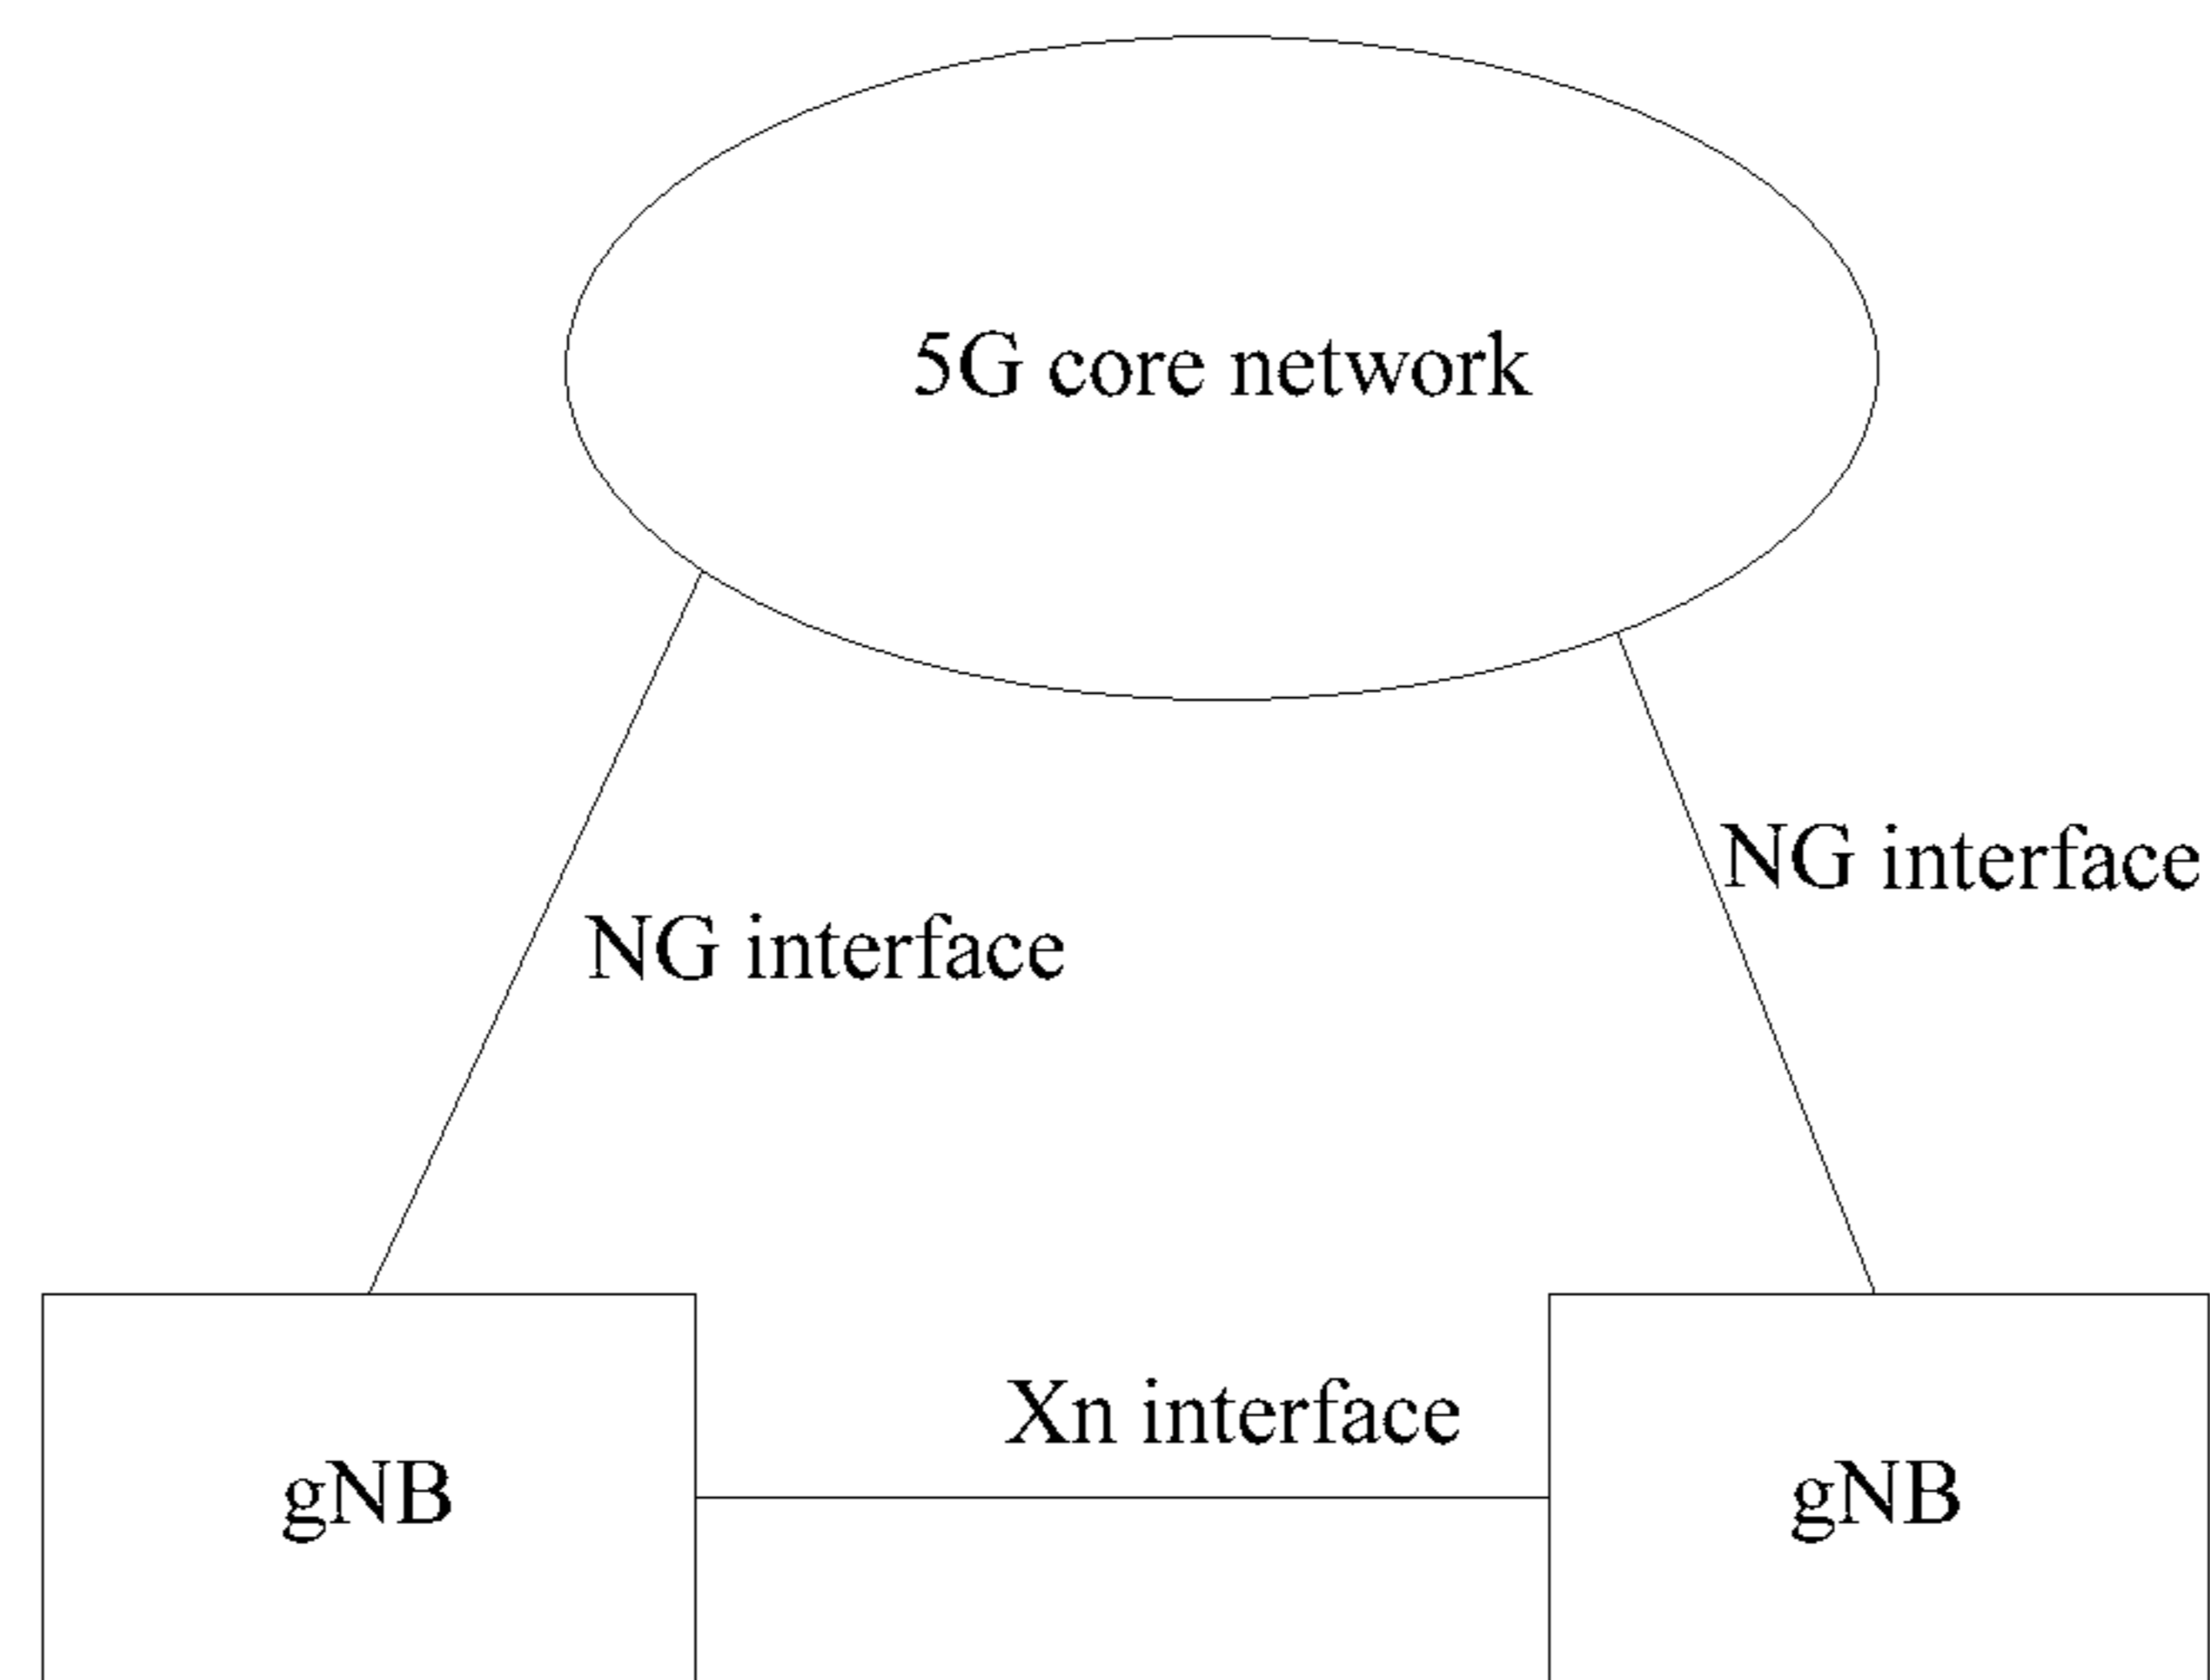 5G core network
NG interface
NG interface
Xn interface
gNB
gNB